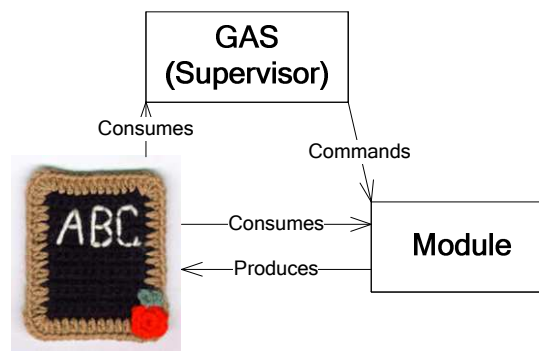 GAS
(Supervisor)
Consumes
Commands
ABC
Consumes
Module
Produces